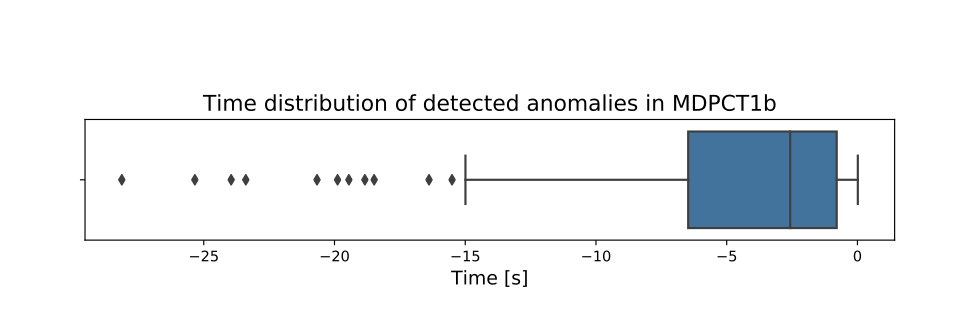 Time distribution of detected anomalies in MDPCT1b
−25 −20 −15 −10 −5 0
Time [s]